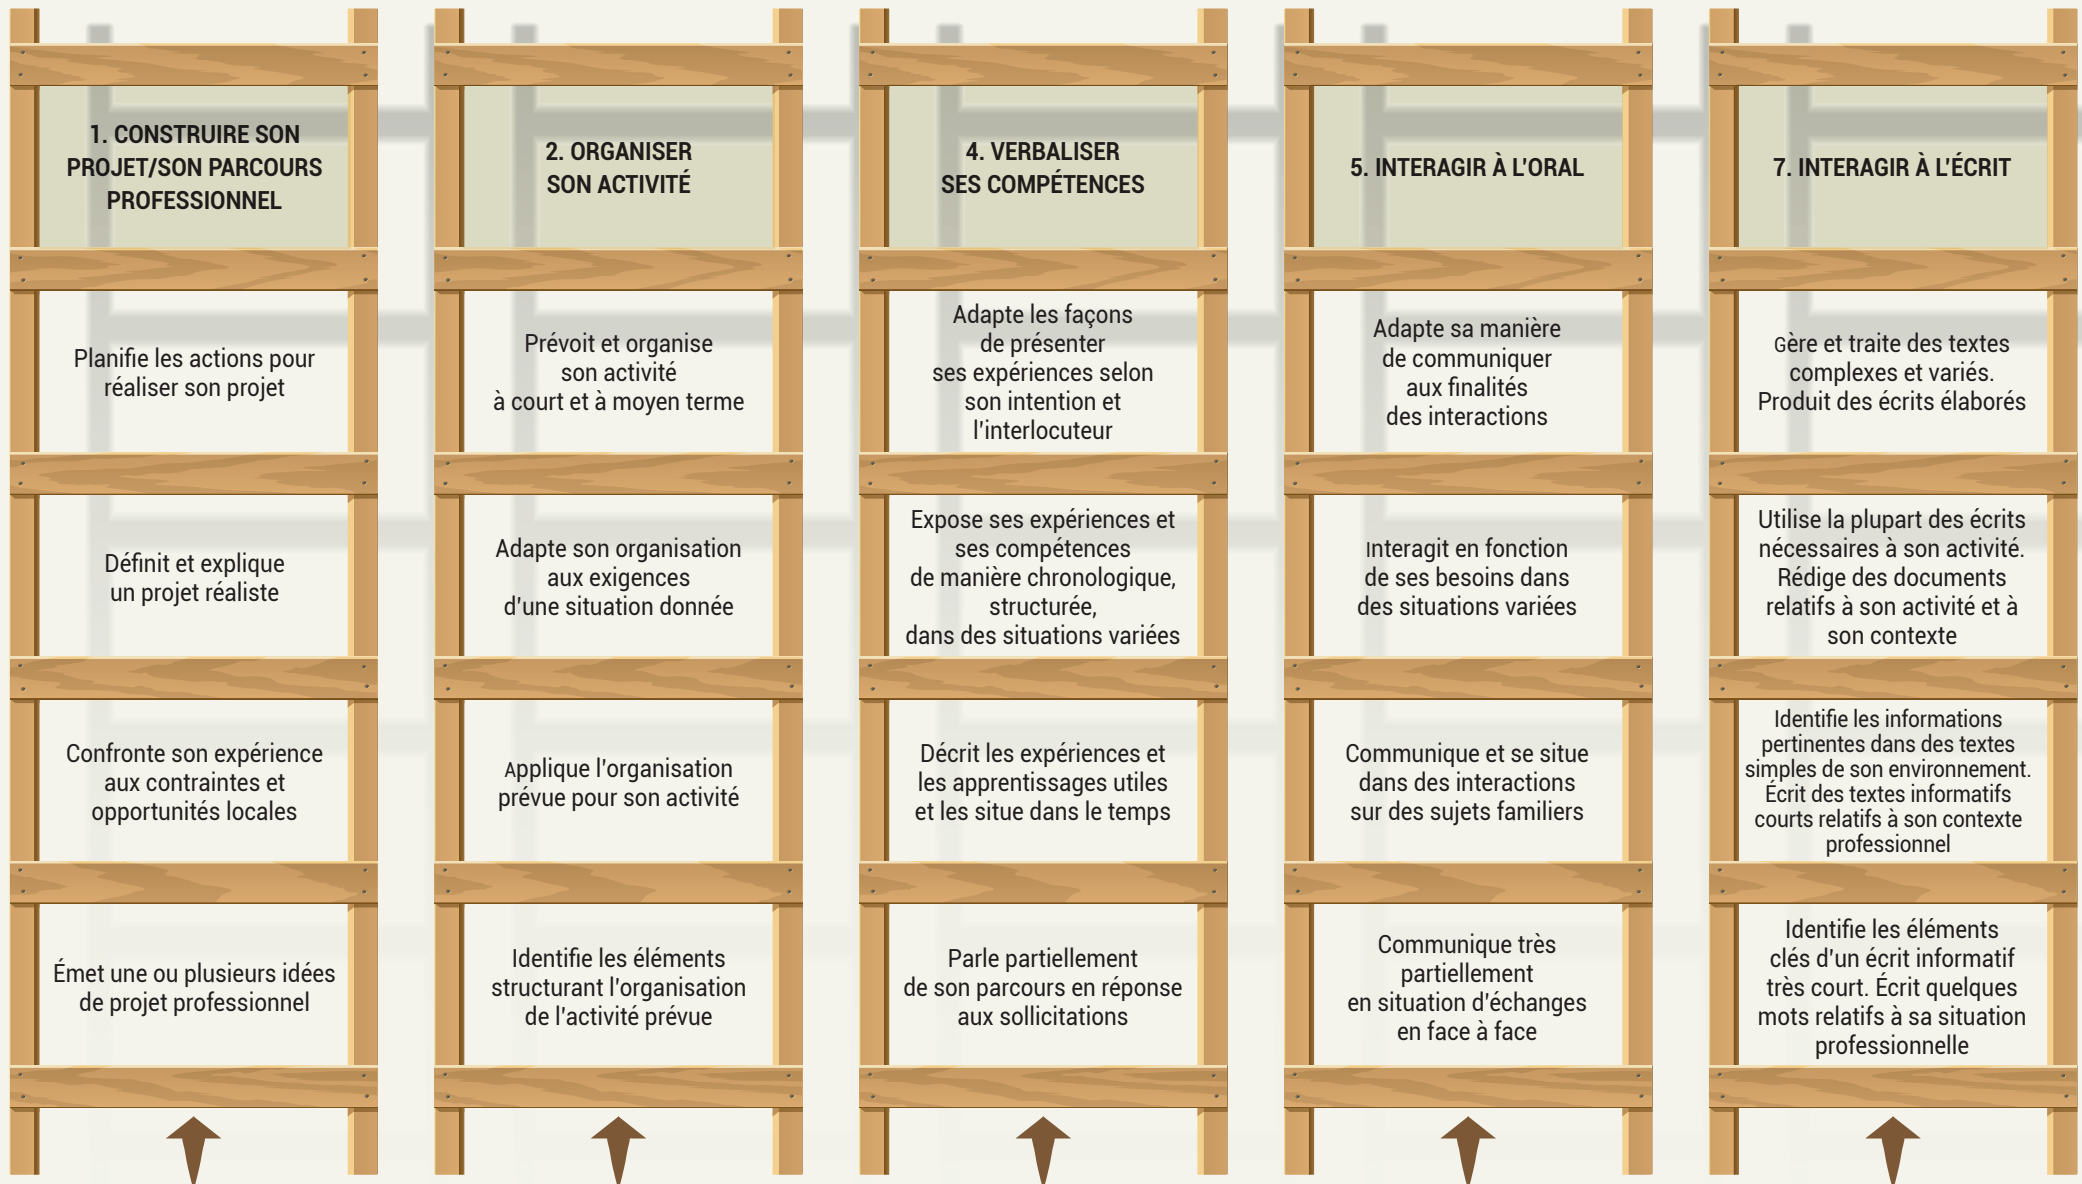 1. CONSTRUIRE SON
PROJET/SON PARCOURS
PROFESSIONNEL
Planifie les actions pour
réaliser son projet
Définit et explique
un projet réaliste
Confronte son expérience
aux contraintes et
opportunités locales
Émet une ou plusieurs idées
de projet professionnel
2. ORGANISER
SON ACTIVITÉ
Prévoit et organise
son activité
à court et à moyen terme
Adapte son organisation
aux exigences
d'une situation donnée
Applique l'organisation
prévue pour son activité
Identifie les éléments
structurant l'organisation
de l'activité prévue
4. VERBALISER
SES COMPÉTENCES
Adapte les façons
de présenter
ses expériences selon
son intention et
l'interlocuteur
Expose ses expériences et
ses compétences
de manière chronologique,
structurée,
dans des situations variées
Décrit les expériences et
les apprentissages utiles
et les situe dans le temps
Parle partiellement
de son parcours en réponse
aux sollicitations
5. INTERAGIR À L'ORAL
Adapte sa manière
de communiquer
aux finalités
des interactions
Interagit en fonction
de ses besoins dans
des situations variées
Communique et se situe
dans des interactions
sur des sujets familiers
Communique très
partiellement
en situation d'échanges
en face à face
7. INTERAGIR À L'ÉCRIT
Gère et traite des textes
complexes et variés.
Produit des écrits élaborés
Utilise la plupart des écrits
nécessaires à son activité.
Rédige des documents
relatifs à son activité et à
son contexte
Identifie les informations
pertinentes dans des textes
simples de son environnement.
Écrit des textes informatifs
courts relatifs à son contexte
professionnel
Identifie les éléments
clés d'un écrit informatif
très court. Écrit quelques
mots relatifs à sa situation
professionnelle